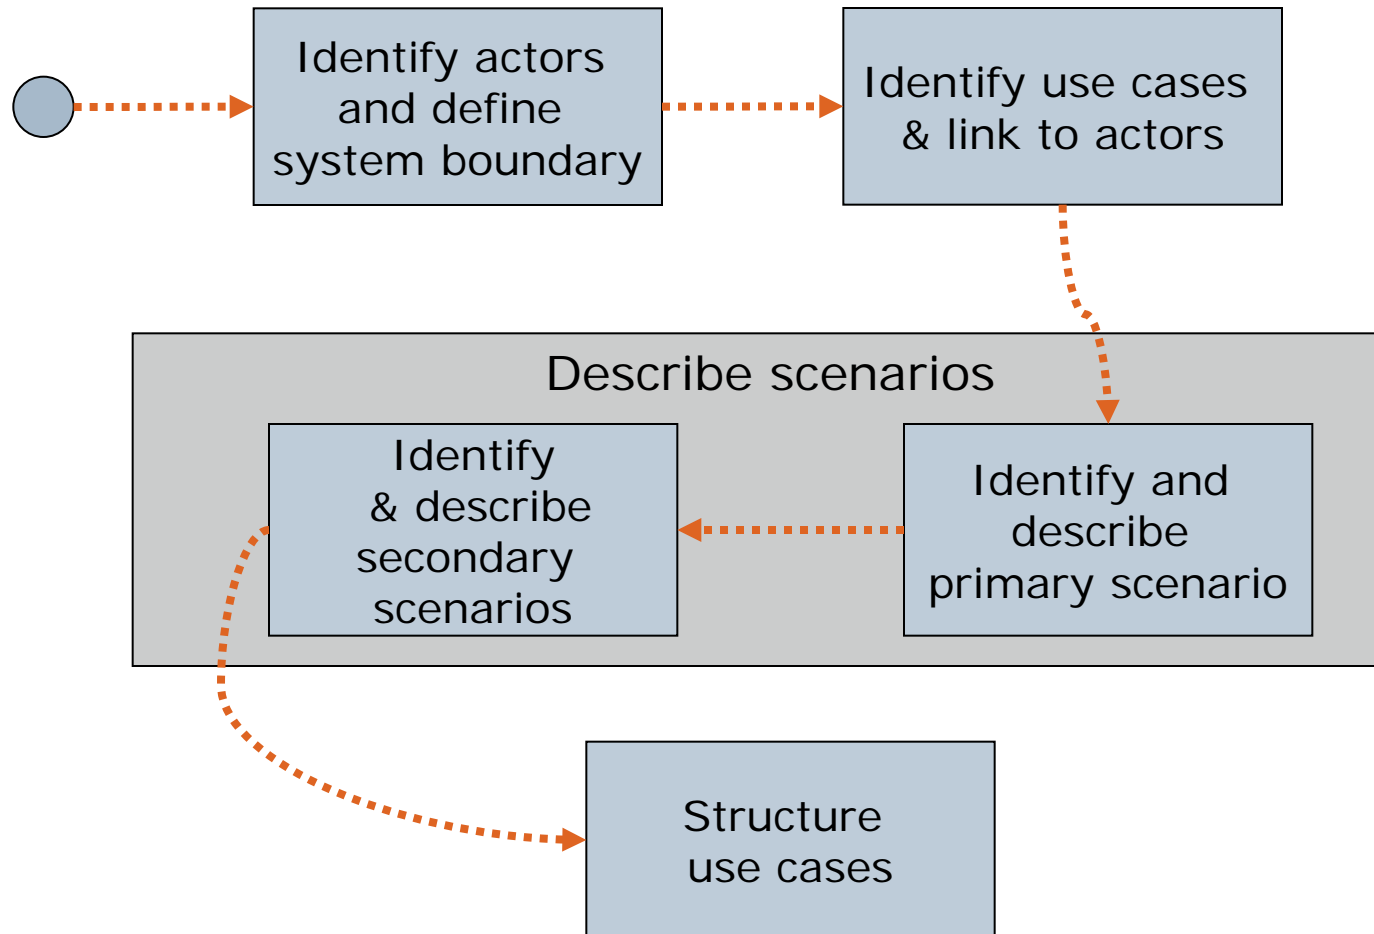 Identify actors
and define
system boundary
Identify use cases
& link to actors
Describe scenarios
Identify
& describe
secondary
scenarios
Identify and
describe
primary scenario
Structure
use cases